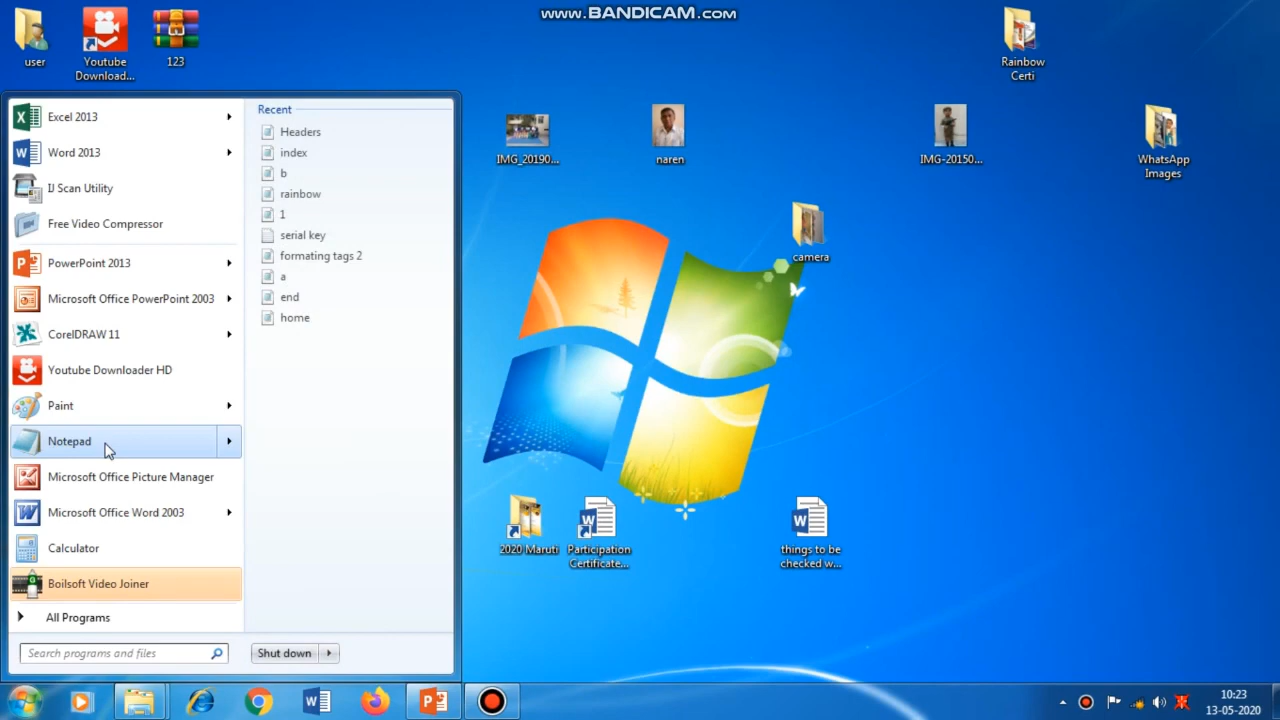 www.BANDICAM.com
user
Youtube
Download...
123
Rainbow
Certi
IMG_20190...
naren
IMG-20150...
WhatsApp
Images
camera
2020 Maruti
Participation
Certificate...
things to be
checked w...
Excel 2013
Word 2013
IJ Scan Utility
Free Video Compressor
PowerPoint 2013
Microsoft Office PowerPoint 2003
CorelDRAW 11
Youtube Downloader HD
Paint
Notepad
Microsoft Office Picture Manager
Microsoft Office Word 2003
Calculator
Boilsoft Video Joiner
All Programs
Search programs and files
Recent
Headers
index
b
rainbow
1
serial key
formating tags 2
a
end
home
Shut down
10:23
13-05-2020